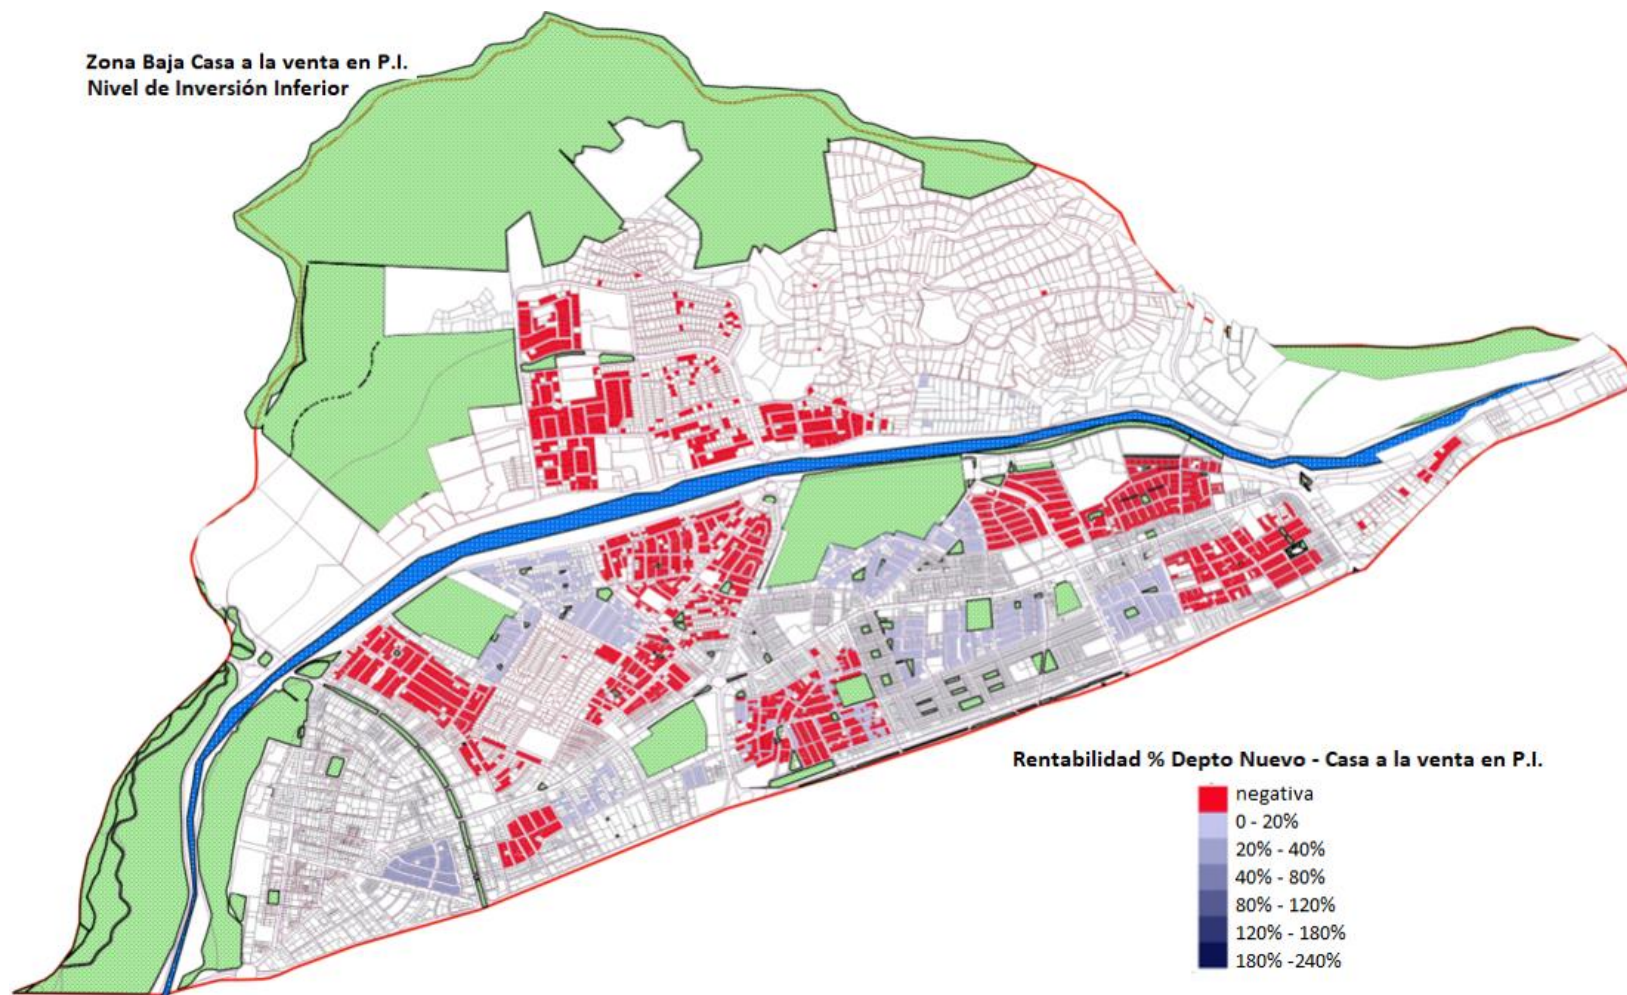 Zona Baja Casa a la venta en P.I.
Nivel de Inversión Inferior
Rentabilidad % Depto Nuevo - Casa a la venta en P.I.
negativa
0 - 20%
20% - 40%
40% - 80%
80% - 120%
120% - 180%
180% -240%